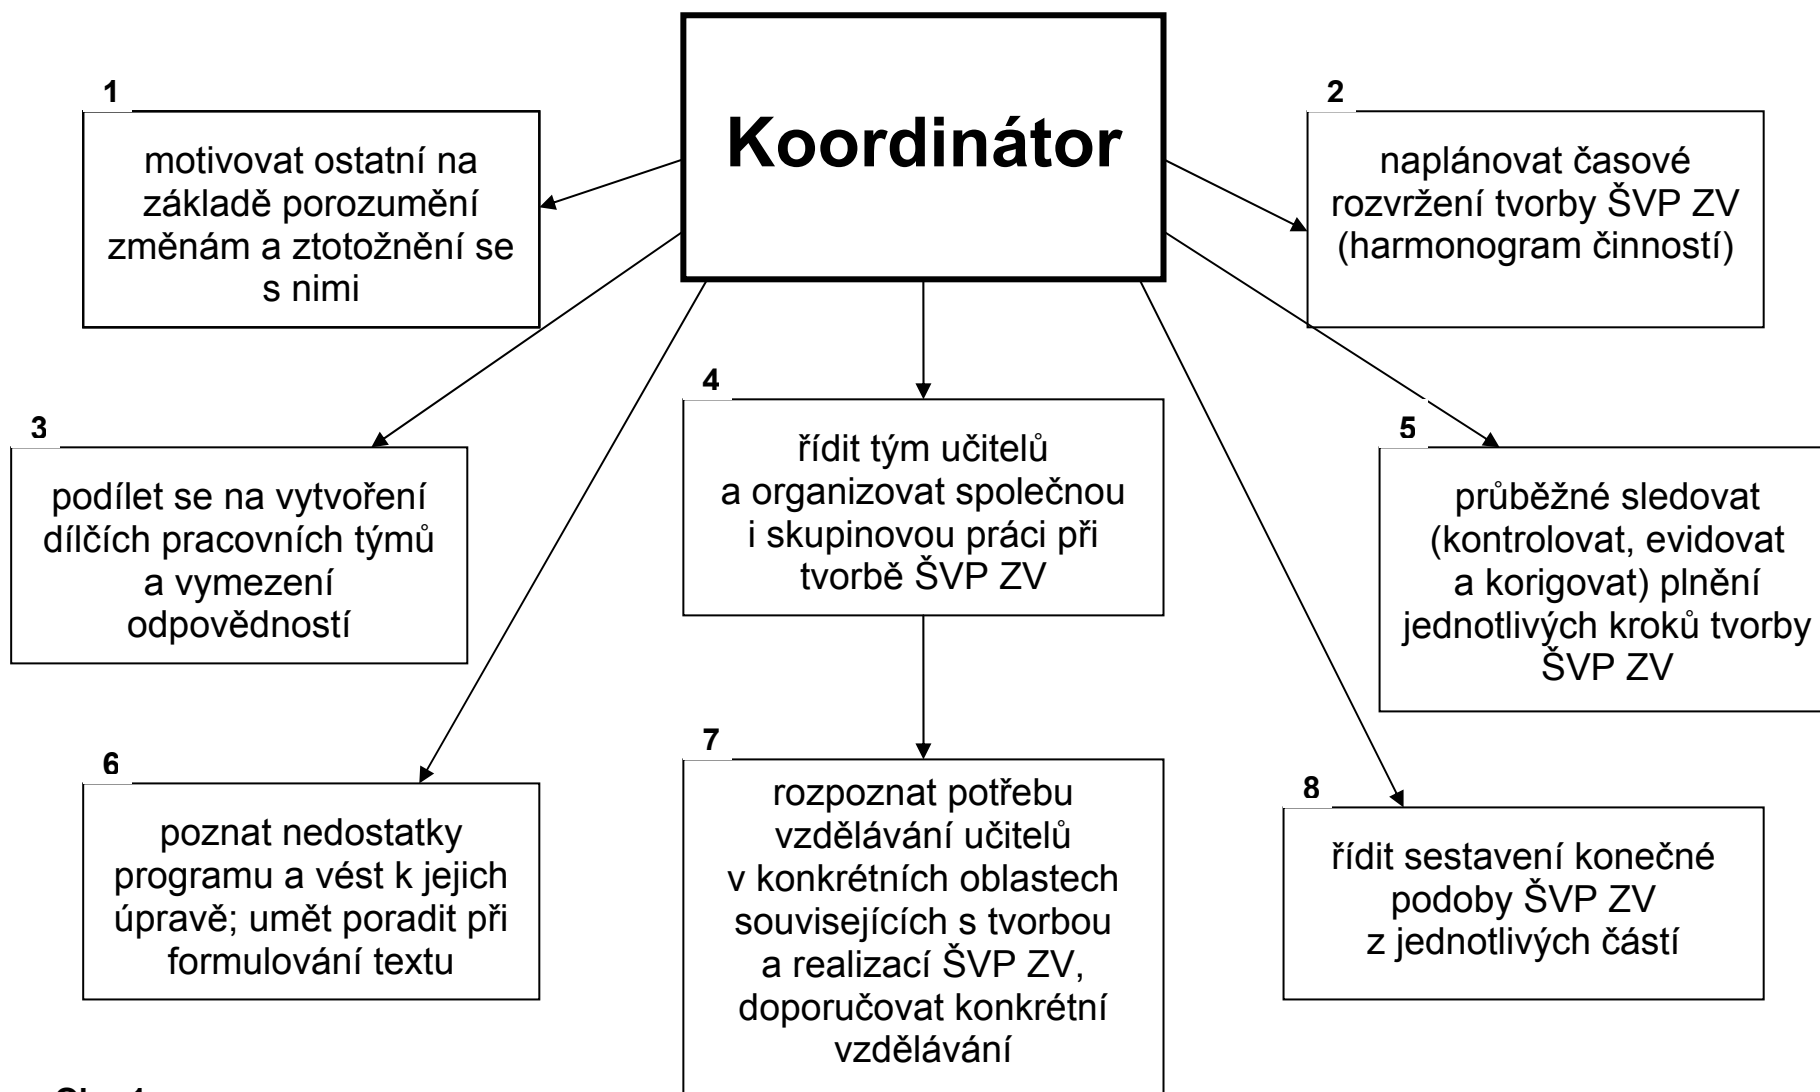 Koordinátor
1
motivovat ostatní na
základě porozumění
změnám a ztotožnění se
s nimi
2
naplánovat časové
rozvržení tvorby ŠVP ZV
(harmonogram činností)
3
podílet se na vytvoření
dílčích pracovních týmů
a vymezení
odpovědností
4
řídit tým učitelů
a organizovat společnou
i skupinovou práci při
tvorbě ŠVP ZV
5
průběžné sledovat
(kontrolovat, evidovat
a korigovat) plnění
jednotlivých kroků tvorby
ŠVP ZV
6
poznat nedostatky
programu a vést k jejich
úpravě; umět poradit při
formulování textu
7
rozpoznat potřebu
vzdělávání učitelů
v konkrétních oblastech
souvisejících s tvorbou
a realizací ŠVP ZV,
doporučovat konkrétní
vzdělávání
8
řídit sestavení konečné
podoby ŠVP ZV
z jednotlivých částí